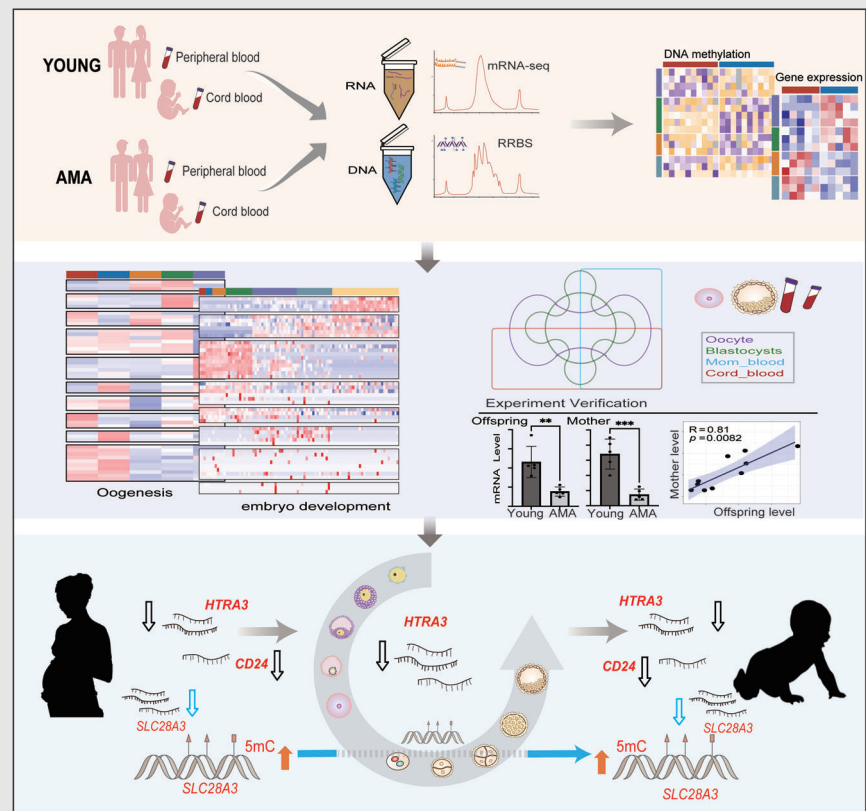 YOUNG
Peripheral blood
Cord blood
AMA
Peripheral blood
Cord blood
RNA
mRNA-seq
DNA
RRBS
DNA methylation
Gene expression
Oogenesis
embryo development
Oocyte
Blastocysts
Mom_blood
Cord_blood
Experiment Verification
Offspring
**
Mother
***
mRNA Level
Young AMA
Young AMA
R=0.81
p=0.0082
Mother level
Offspring level
HTRA3
CD24
SLC28A3
5mC
SLC28A3
HTRA3
HTRA3
CD24
SLC28A3
5mC
SLC28A3